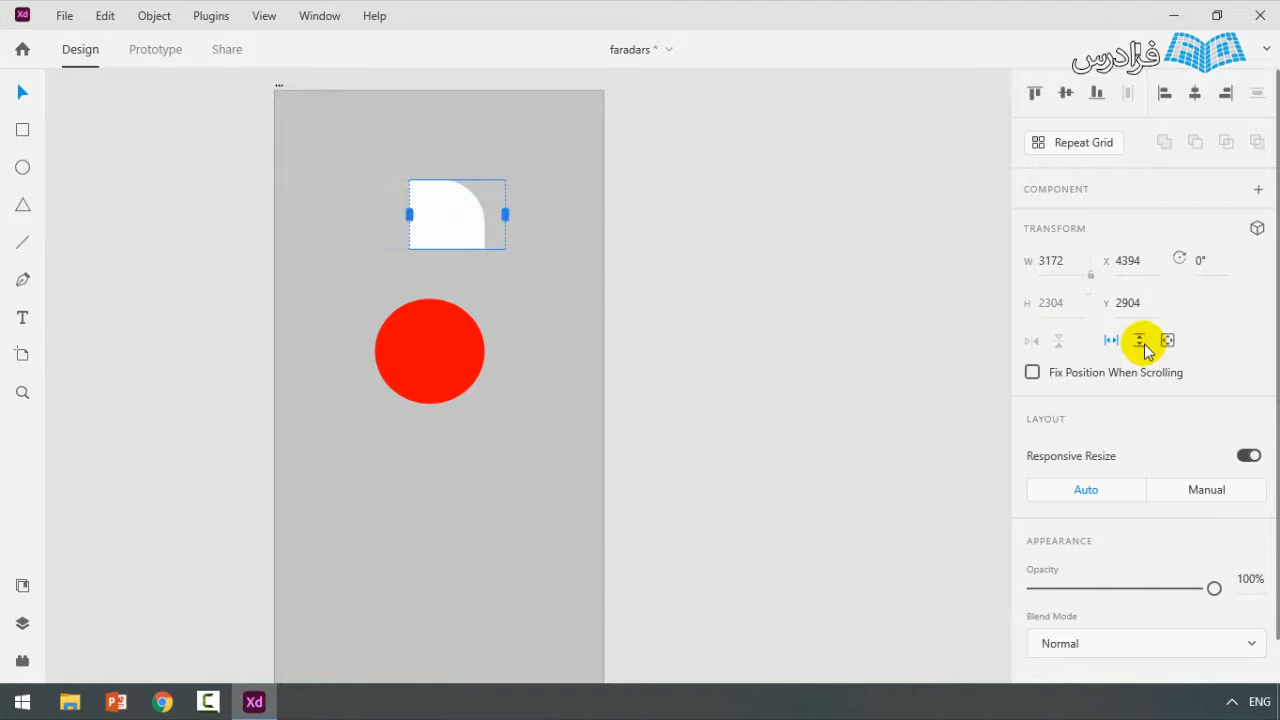 Xd File Edit Object Plugins View Window Help
Design Prototype Share faradars * فرادرس
...
Repeat Grid
COMPONENT +
TRANSFORM
W 3172 X 4394 0°
H 2304 Y 2904
Fix Position When Scrolling
LAYOUT
Responsive Resize
Auto Manual
APPEARANCE
Opacity
100%
Blend Mode
Normal
T
Xd ENG